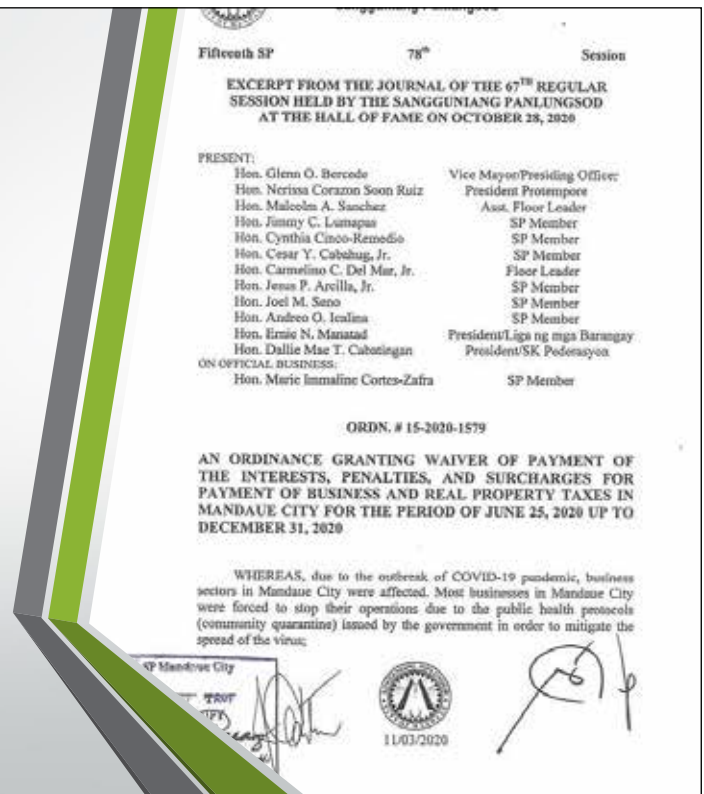 Sangguniang Panlungsod
Fifteenth SP 78th Session
EXCERPT FROM THE JOURNAL OF THE 67TH REGULAR
SESSION HELD BY THE SANGGUNIANG PANLUNGSOD
AT THE HALL OF FAME ON OCTOBER 28, 2020
PRESENT:
Hon. Glenn O. Bercede Vice Mayor/Presiding Officer
Hon. Nerissa Corazon Soon Ruiz President Protempore
Hon. Malcolm A. Sanchez Asst. Floor Leader
Hon. Jimmy C. Lumapas SP Member
Hon. Cynthia Cinco-Remedio SP Member
Hon. Cesar Y. Cabahug, Jr. SP Member
Hon. Carmelino C. Del Mar, Jr. Floor Leader
Hon. Jesus P. Arcilla, Jr. SP Member
Hon. Joel M. Seno SP Member
Hon. Andreo O. Icalina SP Member
Hon. Ernie N. Manatad President/Liga ng mga Barangay
Hon. Dallie Mae T. Cabatingan President/SK Pederasyon
ON OFFICIAL BUSINESS:
Hon. Marie Immaline Cortes-Zafra SP Member
ORDN. # 15-2020-1579
AN ORDINANCE GRANTING WAIVER OF PAYMENT OF
THE INTERESTS, PENALTIES, AND SURCHARGES FOR
PAYMENT OF BUSINESS AND REAL PROPERTY TAXES IN
MANDAUE CITY FOR THE PERIOD OF JUNE 25, 2020 UP TO
DECEMBER 31, 2020
WHEREAS, due to the outbreak of COVID-19 pandemic, business
sectors in Mandaue City were affected. Most businesses in Mandaue City
were forced to stop their operations due to the public health protocols
(community quarantine) issued by the government in order to mitigate the
spread of the virus;
SP Mandaue City
11/03/2020